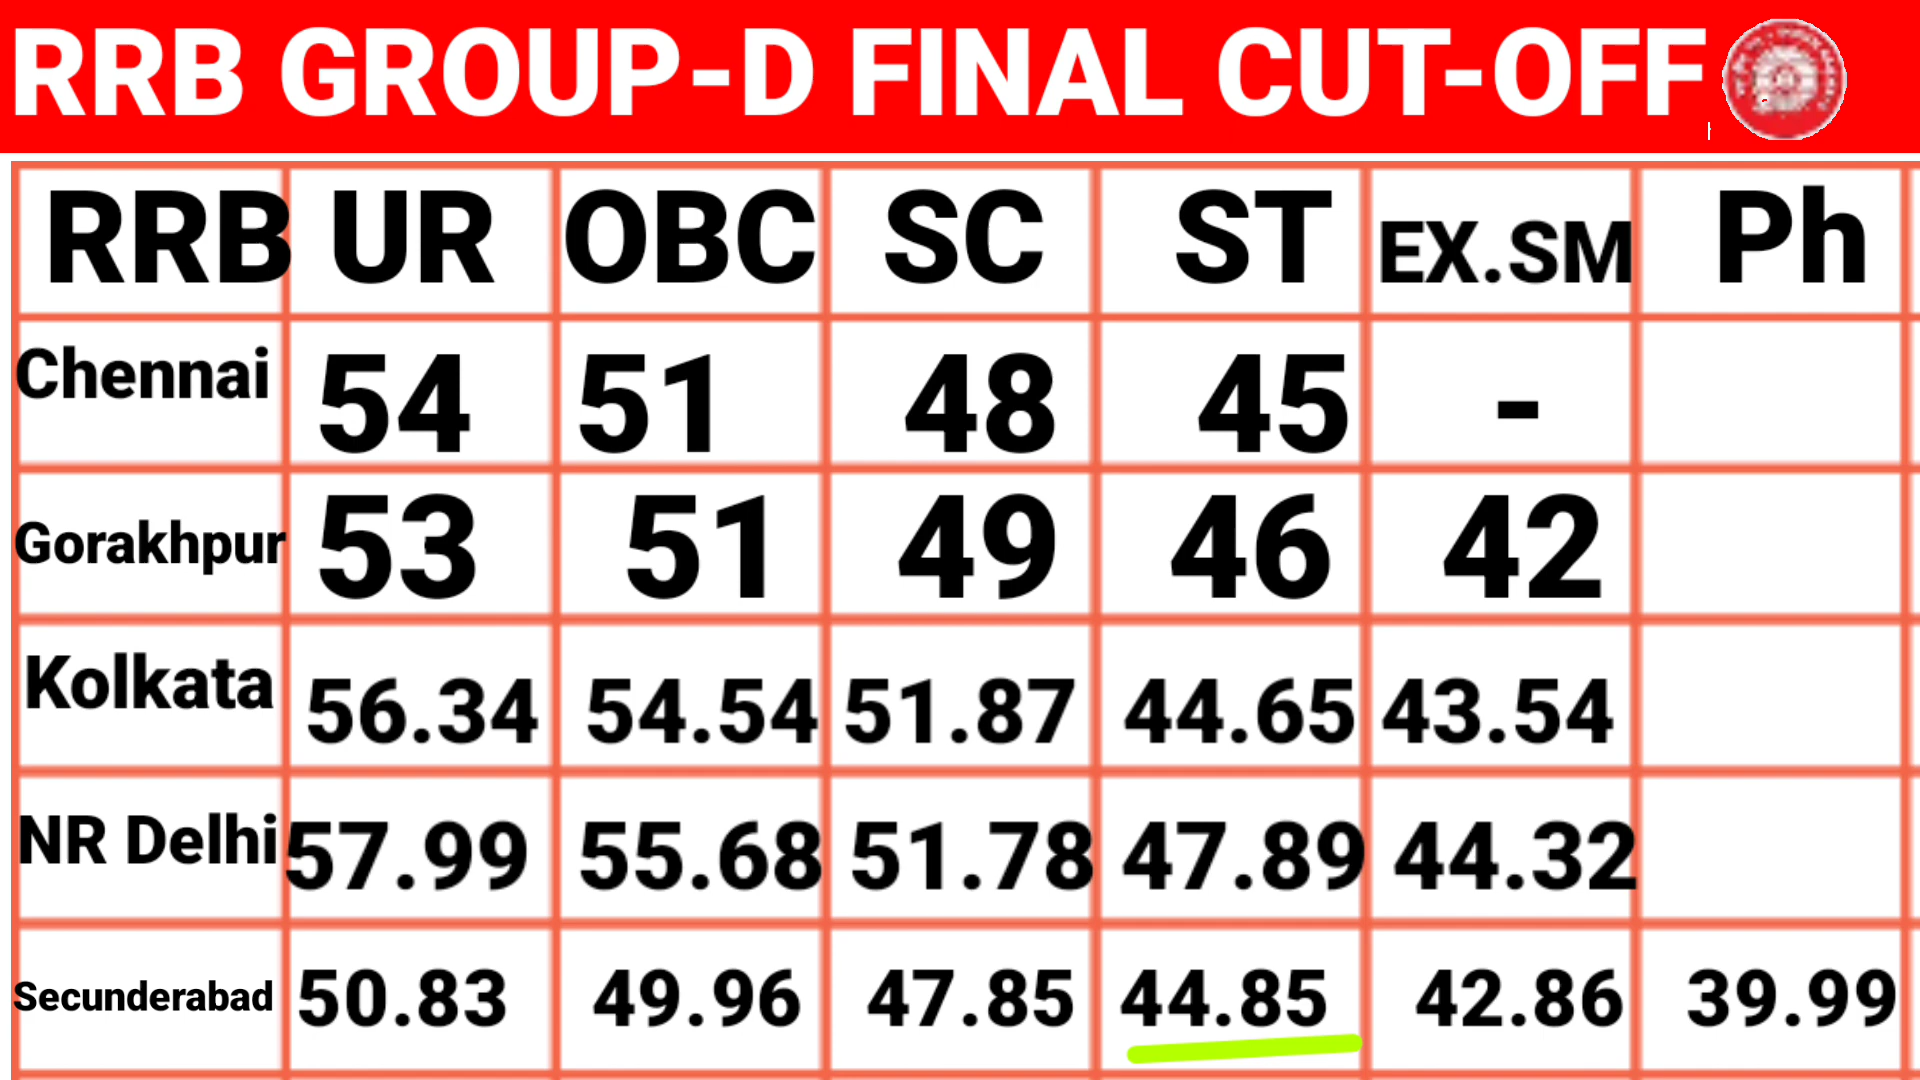 RRB GROUP-D FINAL CUT-OFF
RRB UR OBC SC ST EX.SM Ph
Chennai 54 51 48 45 -
Gorakhpur 53 51 49 46 42
Kolkata 56.34 54.54 51.87 44.65 43.54
NR Delhi 57.99 55.68 51.78 47.89 44.32
Secunderabad 50.83 49.96 47.85 44.85 42.86 39.99